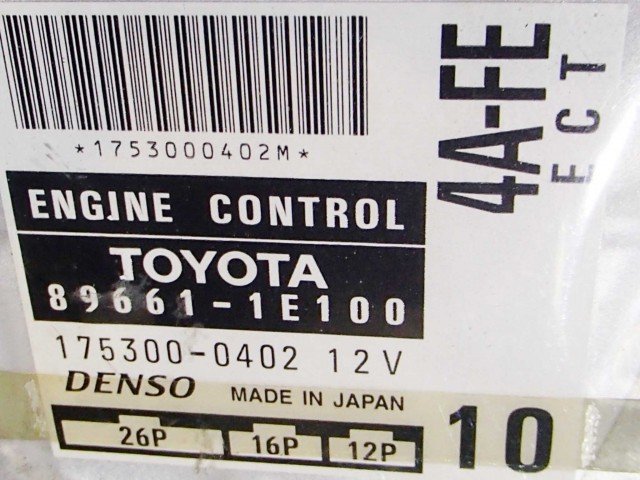 *1753000402M*
ENGINE CONTROL
TOYOTA
89661-1E100
175300-0402 12V
DENSO MADE IN JAPAN
26P 16P 12P
10
4A-FE
ECT